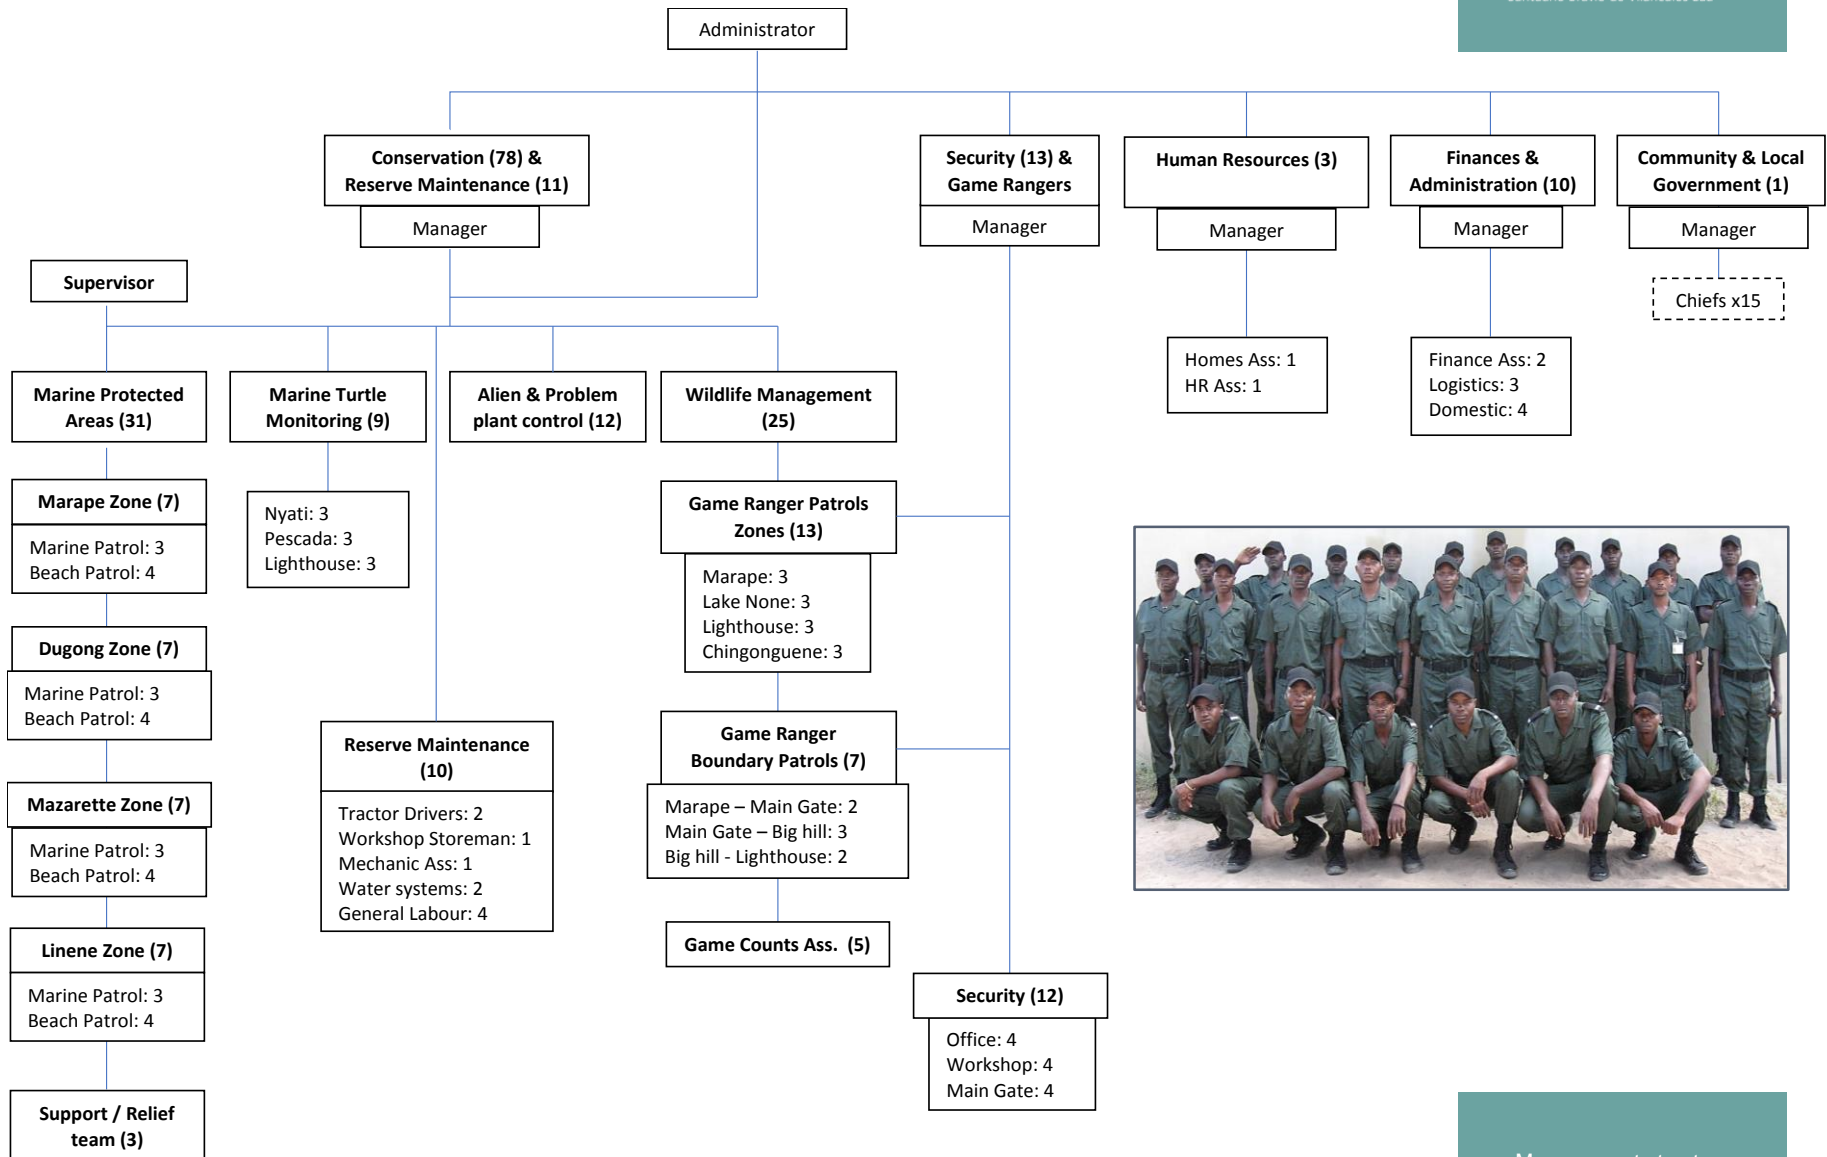 Administrator
Conservation (78) &
Reserve Maintenance (11)
Manager
Security (13) &
Game Rangers
Manager
Human Resources (3)
Manager
Finances &
Administration (10)
Manager
Community & Local
Government (1)
Manager
Chiefs x15
Supervisor
Homes Ass: 1
HR Ass: 1
Finance Ass: 2
Logistics: 3
Domestic: 4
Marine Protected
Areas (31)
Marine Turtle
Monitoring (9)
Alien & Problem
plant control (12)
Wildlife Management
(25)
Marape Zone (7)
Marine Patrol: 3
Beach Patrol: 4
Nyati: 3
Pescada: 3
Lighthouse: 3
Game Ranger Patrols
Zones (13)
Marape: 3
Lake None: 3
Lighthouse: 3
Chingonguene: 3
Dugong Zone (7)
Marine Patrol: 3
Beach Patrol: 4
Reserve Maintenance
(10)
Tractor Drivers: 2
Workshop Storeman: 1
Mechanic Ass: 1
Water systems: 2
General Labour: 4
Game Ranger
Boundary Patrols (7)
Marape – Main Gate: 2
Main Gate – Big hill: 3
Big hill - Lighthouse: 2
Mazarette Zone (7)
Marine Patrol: 3
Beach Patrol: 4
Linene Zone (7)
Marine Patrol: 3
Beach Patrol: 4
Game Counts Ass. (5)
Security (12)
Office: 4
Workshop: 4
Main Gate: 4
Support / Relief
team (3)